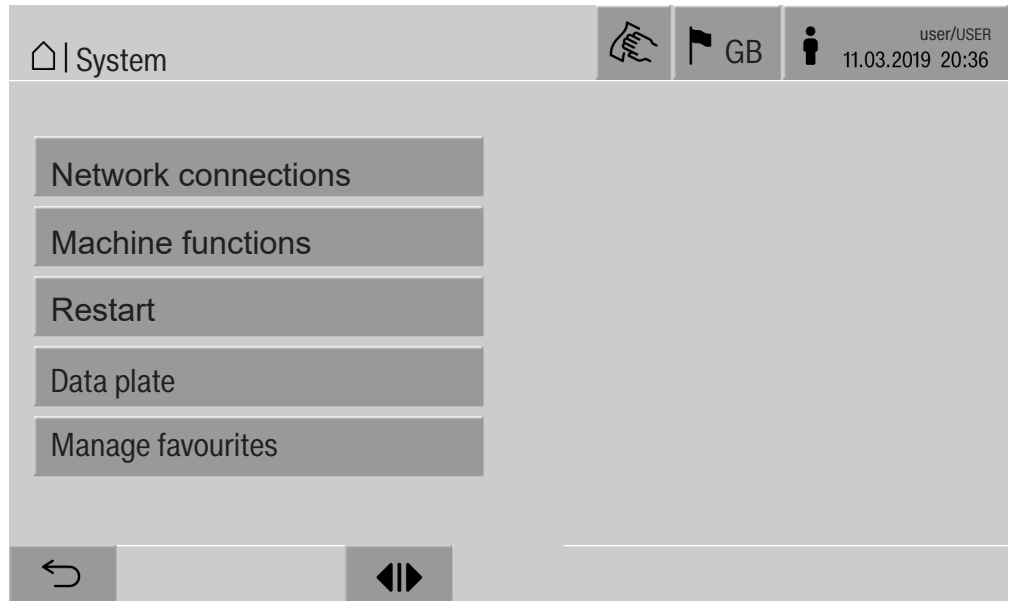 System
GB
user/USER
11.03.2019 20:36
Network connections
Machine functions
Restart
Data plate
Manage favourites